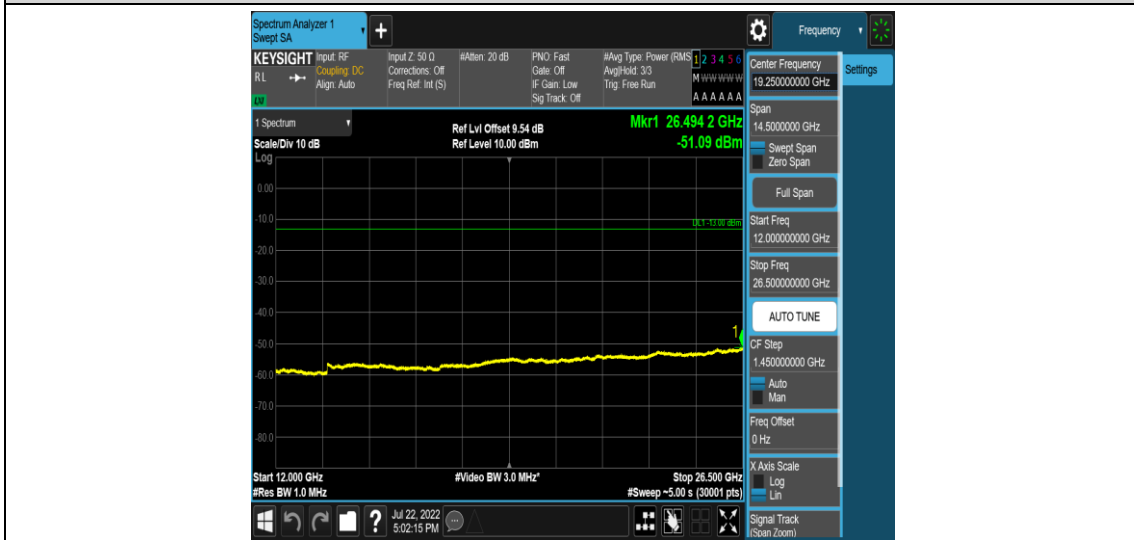 Spectrum Analyzer 1
Swept SA
+
Frequency
KEYSIGHT
RL
Input: RF
Coupling: DC
Align: Auto
Input Z: 50 Ω
Corrections: Off
Freq Ref: Int (S)
#Atten: 20 dB
PNO: Fast
Gate: Off
IF Gain: Low
Sig Track: Off
#Avg Type: Power (RMS
Avg|Hold: 3/3
Trig: Free Run
1 2 3 4 5 6
M W W W W W
A A A A A A
1 Spectrum
Scale/Div 10 dB
Ref Lvl Offset 9.54 dB
Ref Level 10.00 dBm
Mkr1 26.494 2 GHz
-51.09 dBm
Log
0.00
-10.0
DL1 -13.00 dBm
-20.0
-30.0
-40.0
1
-50.0
-60.0
-70.0
-80.0
Start 12.000 GHz
#Video BW 3.0 MHz*
Stop 26.500 GHz
#Res BW 1.0 MHz
#Sweep ~5.00 s (30001 pts)
?
Jul 22, 2022
5:02:15 PM
Center Frequency
19.250000000 GHz
Settings
Span
14.5000000 GHz
Swept Span
Zero Span
Full Span
Start Freq
12.000000000 GHz
Stop Freq
26.500000000 GHz
AUTO TUNE
CF Step
1.450000000 GHz
Auto
Man
Freq Offset
0 Hz
X Axis Scale
Log
Lin
Signal Track
(Span Zoom)